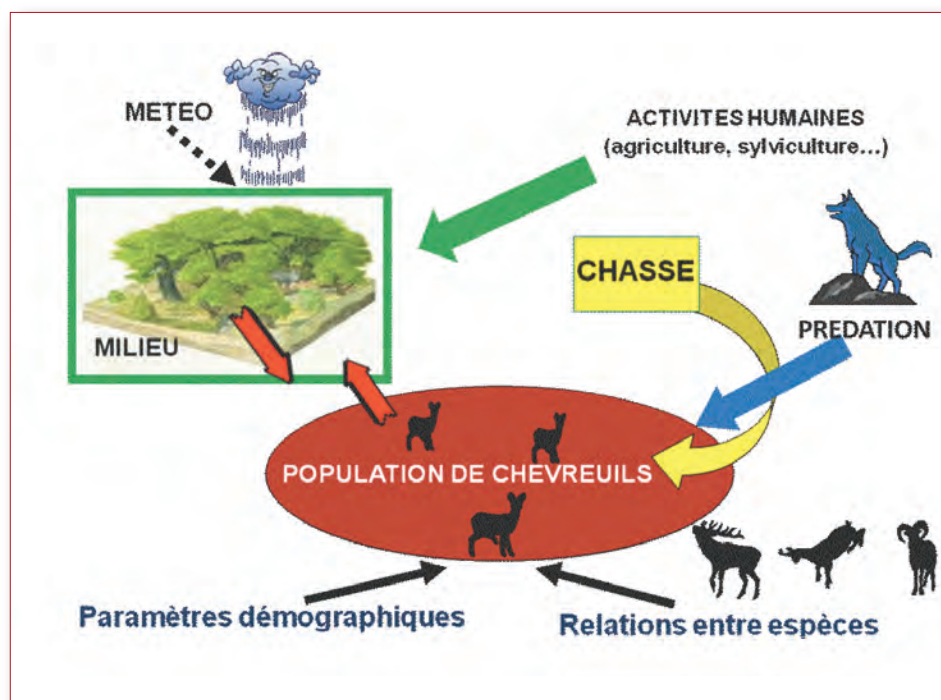 METEO
ACTIVITES HUMAINES
(agriculture, sylviculture...)
CHASSE
PREDATION
MILIEU
POPULATION DE CHEVREUILS
Paramètres démographiques
Relations entre espèces